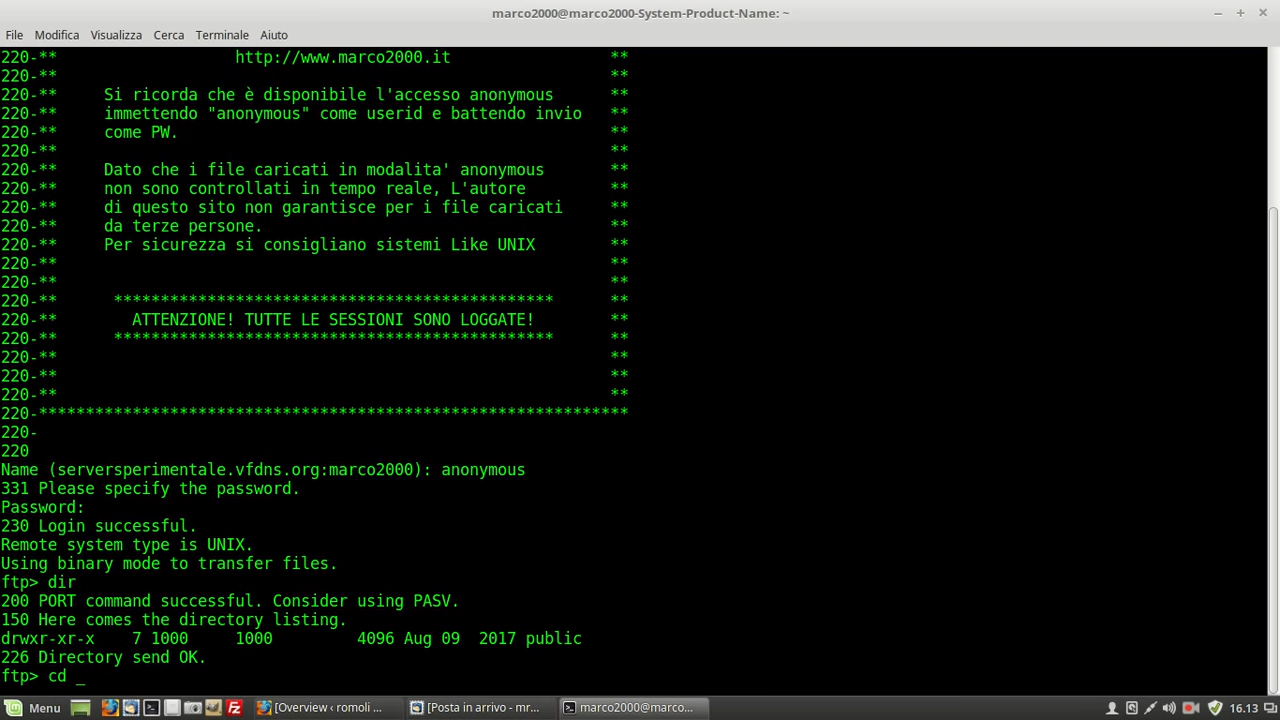 marco2000@marco2000-System-Product-Name: ~
File Modifica Visualizza Cerca Terminale Aiuto
220-** http://www.marco2000.it **
220-** **
220-** Si ricorda che è disponibile l'accesso anonymous **
220-** immettendo "anonymous" come userid e battendo invio **
220-** come PW. **
220-** **
220-** Dato che i file caricati in modalita' anonymous **
220-** non sono controllati in tempo reale, L'autore **
220-** di questo sito non garantisce per i file caricati **
220-** da terze persone. **
220-** Per sicurezza si consigliano sistemi Like UNIX **
220-** **
220-** **
220-** *********************************************** **
220-** ATTENZIONE! TUTTE LE SESSIONI SONO LOGGATE! **
220-** *********************************************** **
220-** **
220-** **
220-** **
220-***************************************************************
220-
220
Name (serversperimentale.vfdns.org:marco2000): anonymous
331 Please specify the password.
Password:
230 Login successful.
Remote system type is UNIX.
Using binary mode to transfer files.
ftp> dir
200 PORT command successful. Consider using PASV.
150 Here comes the directory listing.
drwxr-xr-x 7 1000 1000 4096 Aug 09 2017 public
226 Directory send OK.
ftp> cd _
Menu [Overview ‹ romoli ... [Posta in arrivo - mr... marco2000@marco... 16.13